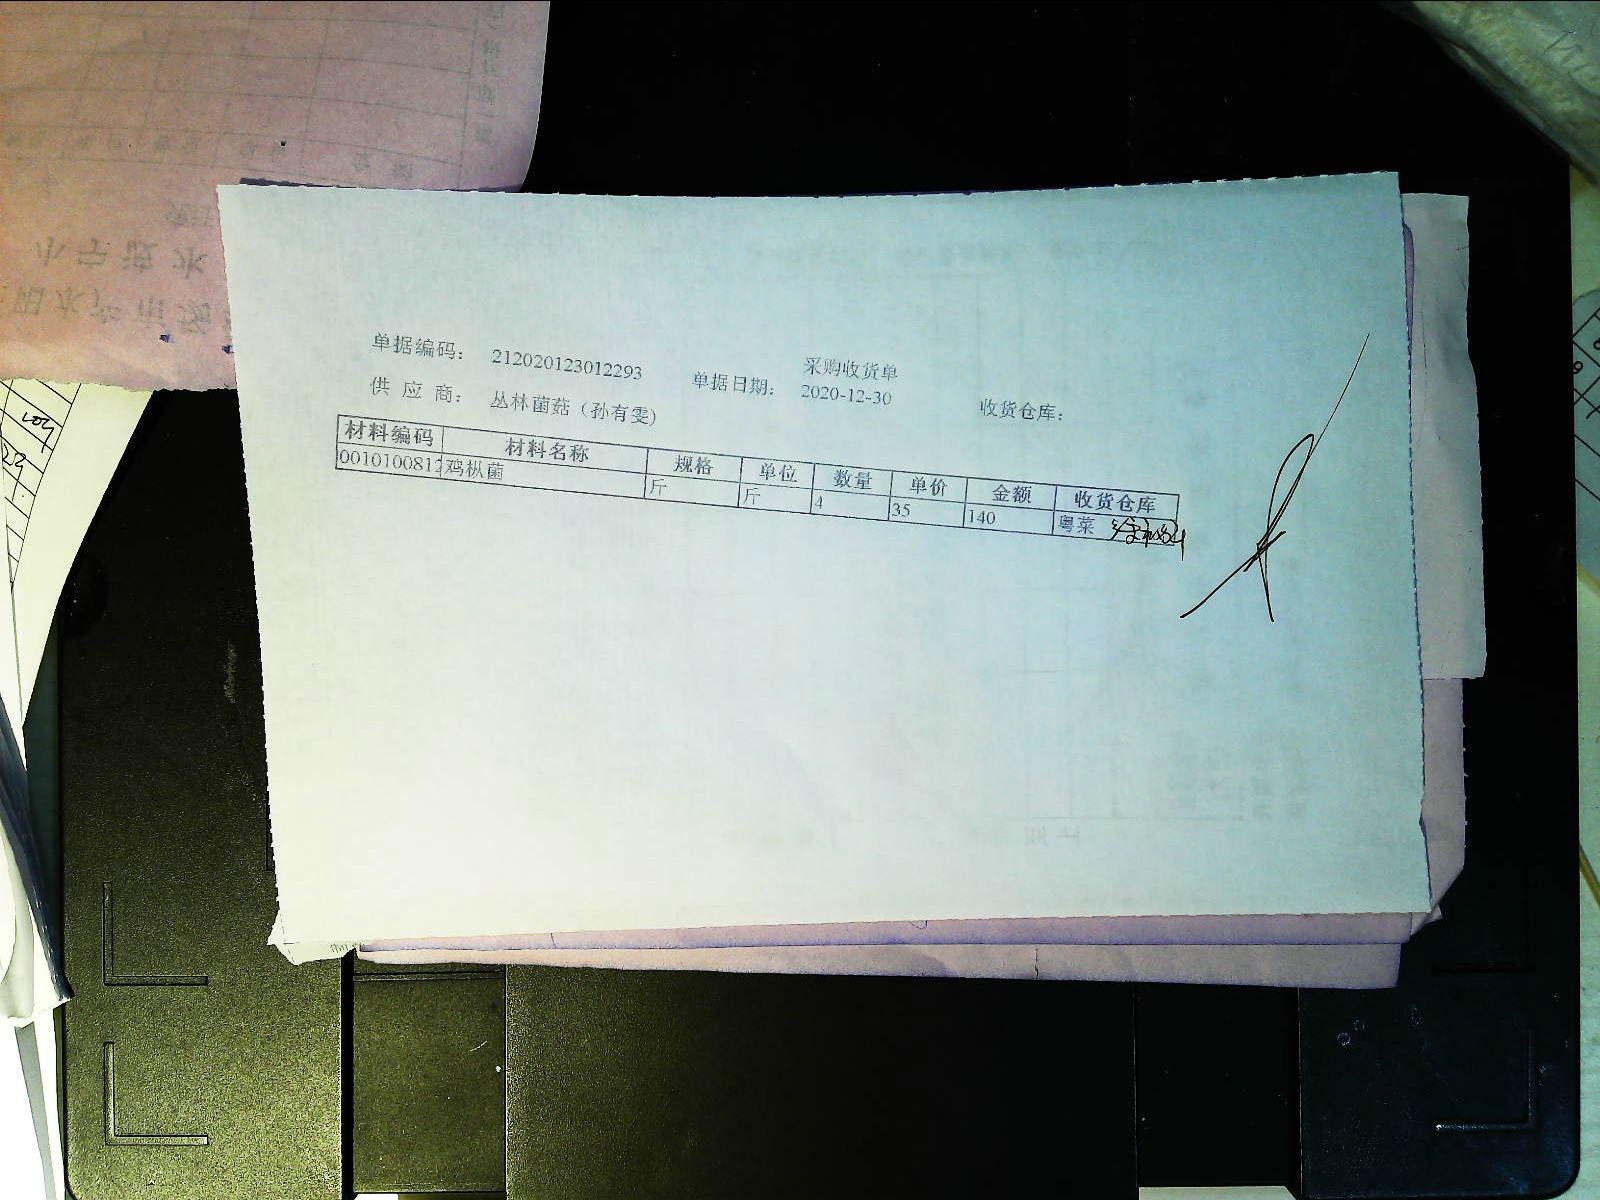 采购收货单
单据编码: 212020123012293 单据日期: 2020-12-30 收货仓库:
供 应 商: 丛林菌菇（孙有雯）
材料编码 材料名称 规格 单位 数量 单价 金额 收货仓库
0010100812 鸡枞菌 斤 斤 4 35 140 粤菜